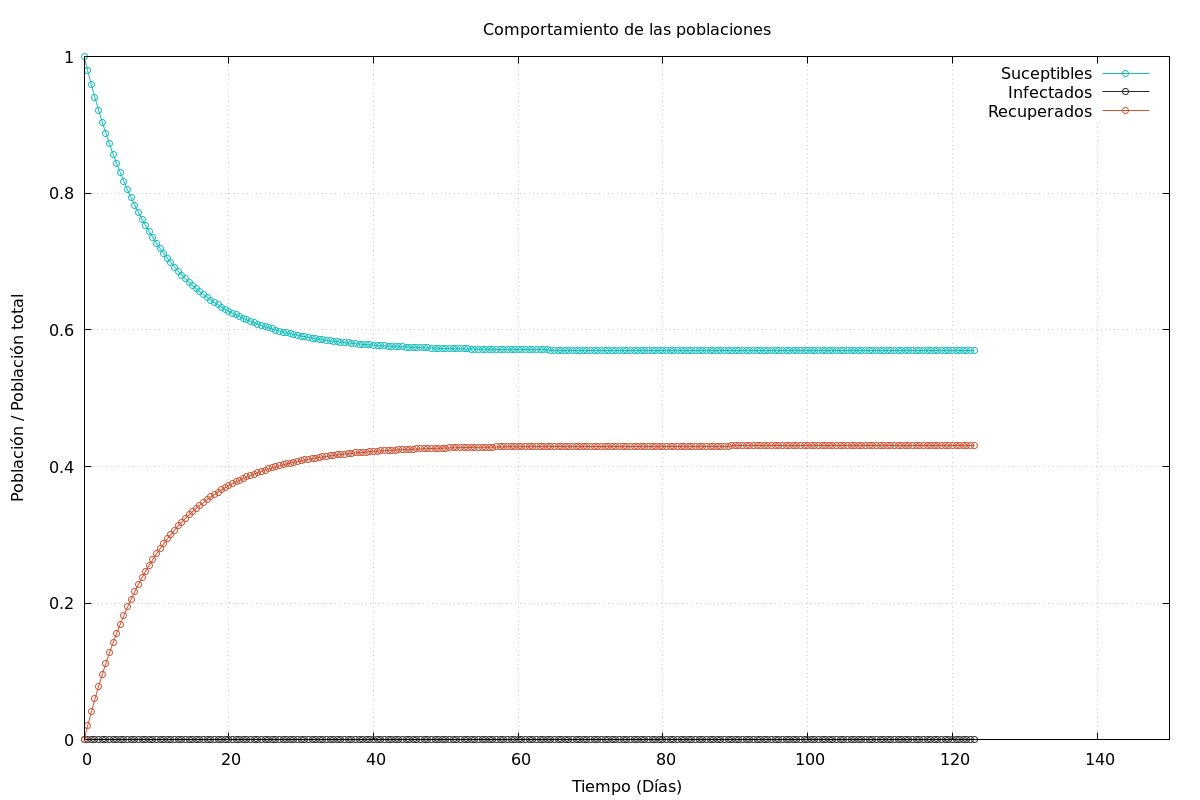 Comportamiento de las poblaciones
Suceptibles
Infectados
Recuperados
Población / Población total
1
0.8
0.6
0.4
0.2
0
0 20 40 60 80 100 120 140
Tiempo (Días)